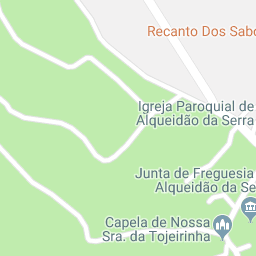 Recanto Dos Sabo
Igreja Paroquial de
Alqueidão da Serra
Junta de Freguesia
Alqueidão da Se
Capela de Nossa
Sra. da Tojeirinha